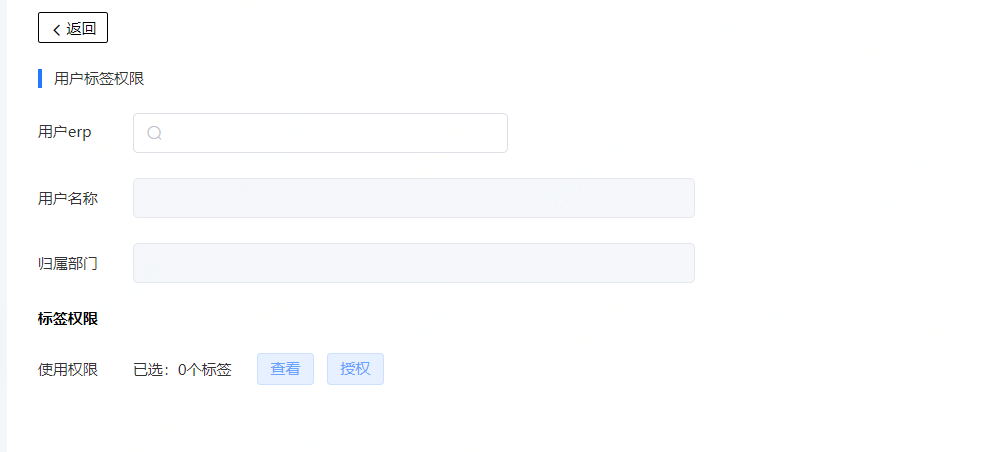 返回
用户标签权限
用户erp
用户名称
归属部门
标签权限
使用权限 已选：0个标签 查看 授权